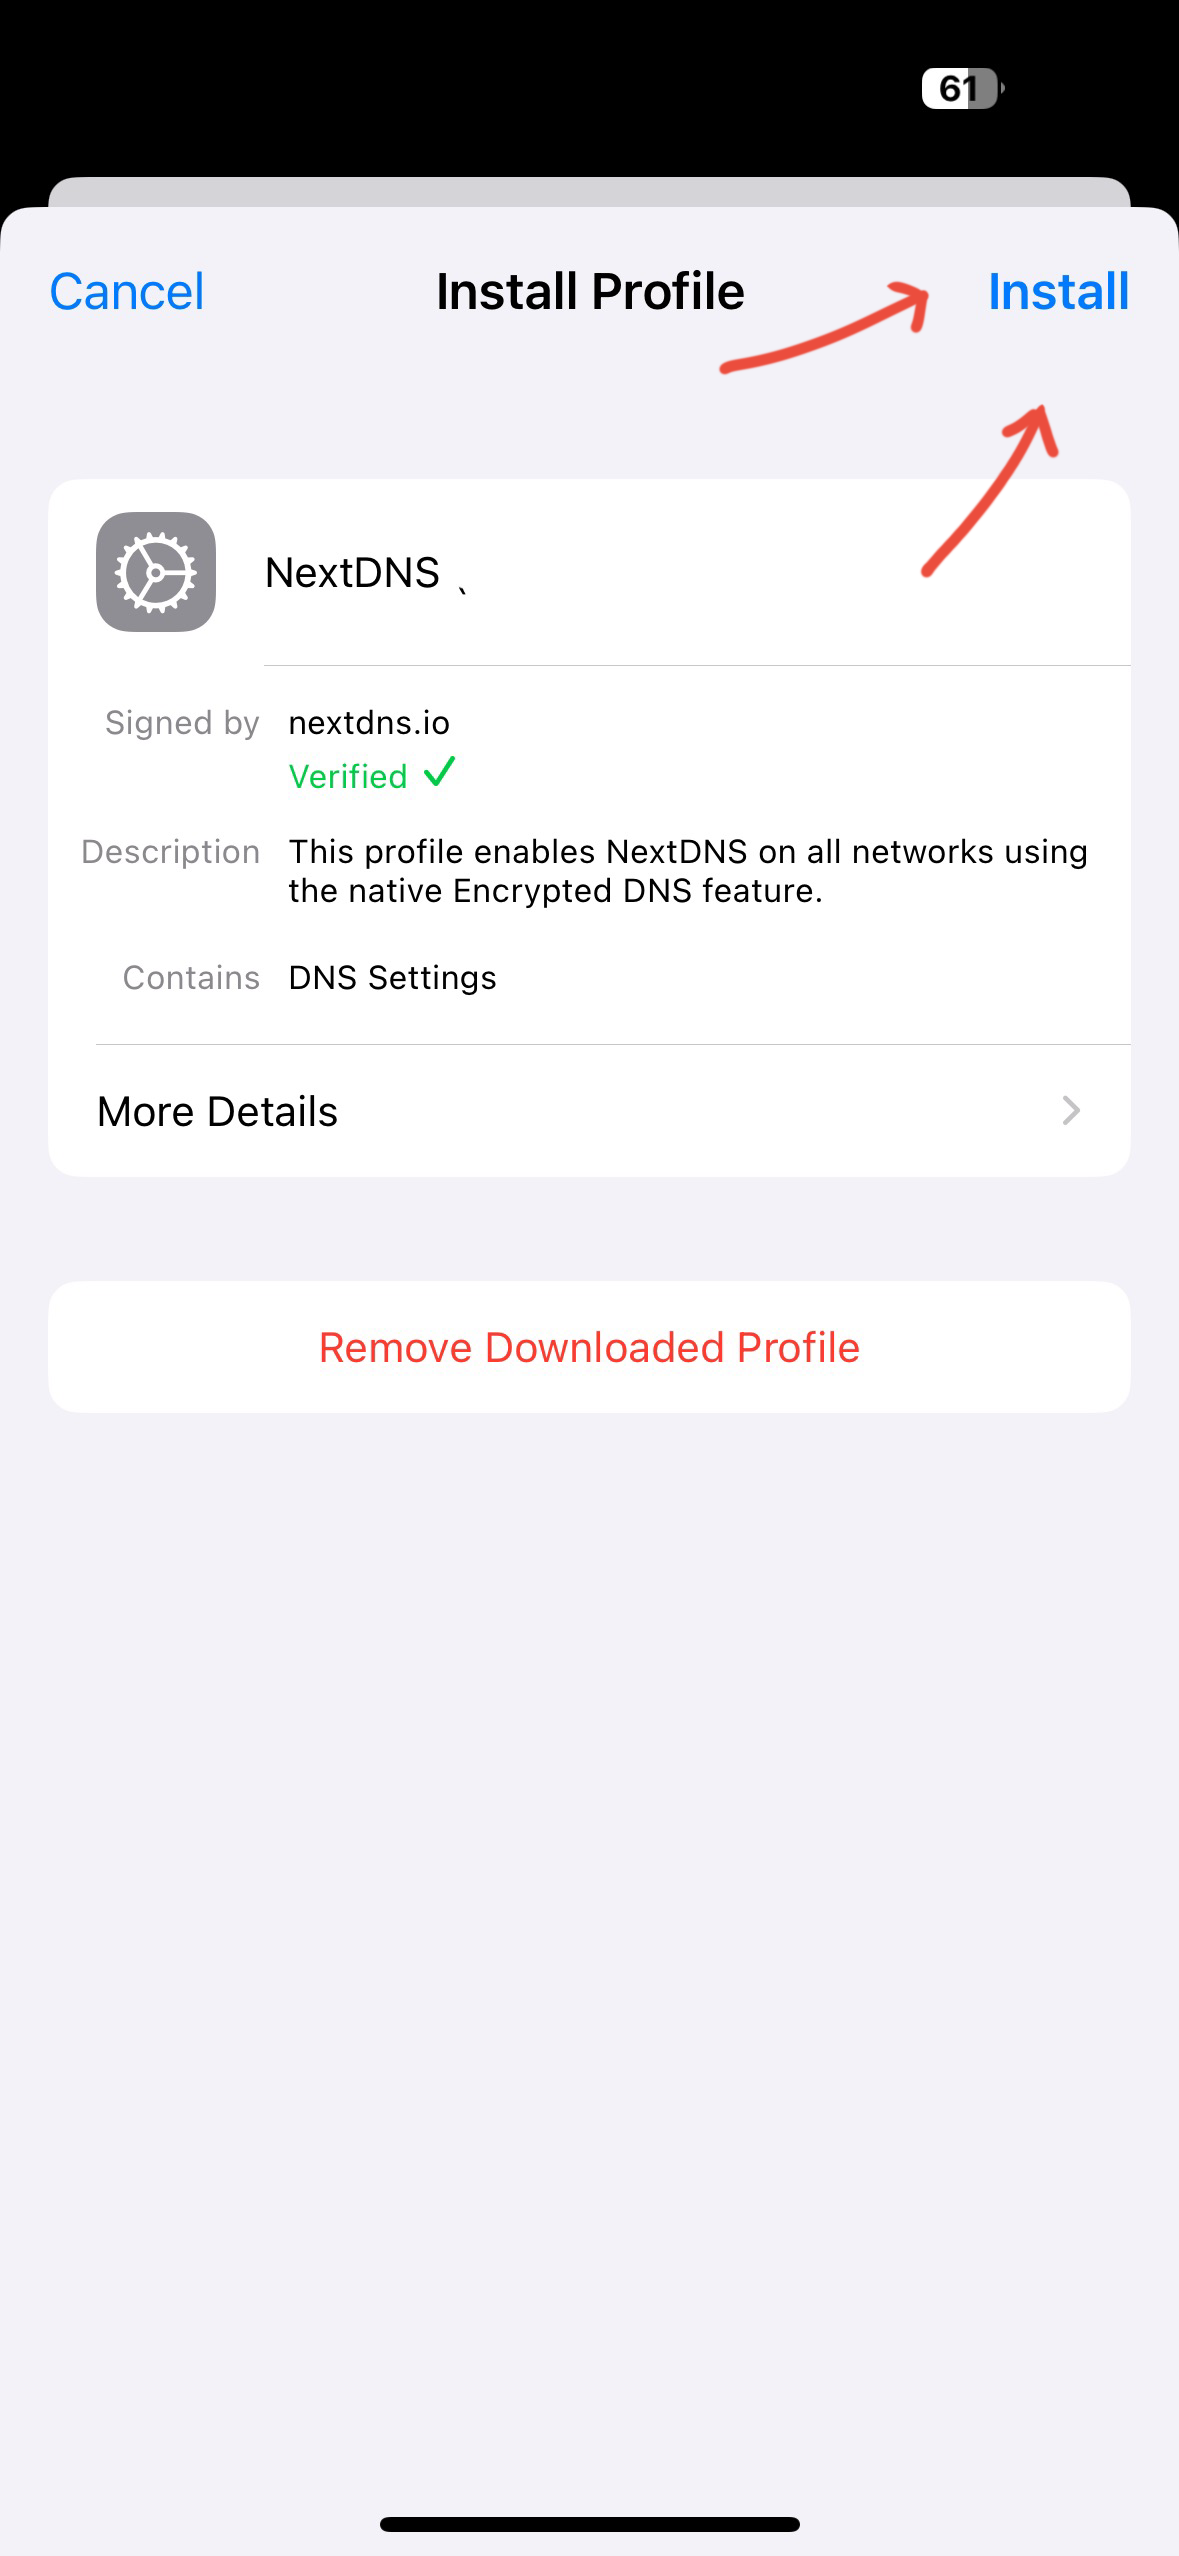 61
Cancel
Install Profile
Install
NextDNS 、
Signed by
nextdns.io
Verified ✓
Description
This profile enables NextDNS on all networks using
the native Encrypted DNS feature.
Contains
DNS Settings
More Details
Remove Downloaded Profile